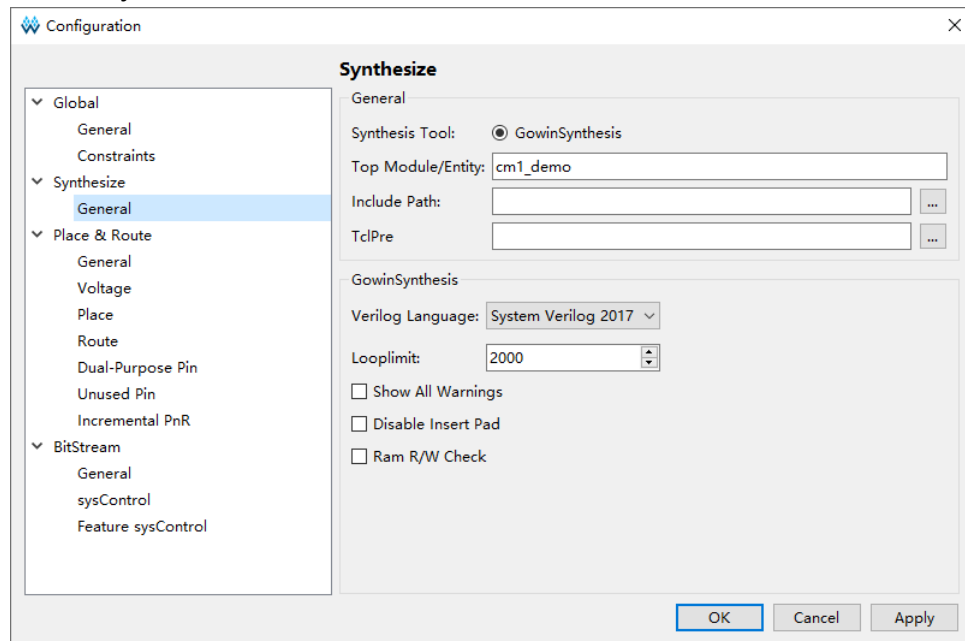 Configuration
Synthesize
Global
General
Constraints
Synthesize
General
Place & Route
General
Voltage
Place
Route
Dual-Purpose Pin
Unused Pin
Incremental PnR
BitStream
General
sysControl
Feature sysControl
General
Synthesis Tool: GowinSynthesis
Top Module/Entity: cm1_demo
Include Path: ...
TclPre ...
GowinSynthesis
Verilog Language: System Verilog 2017
Looplimit: 2000
Show All Warnings
Disable Insert Pad
Ram R/W Check
OK Cancel Apply